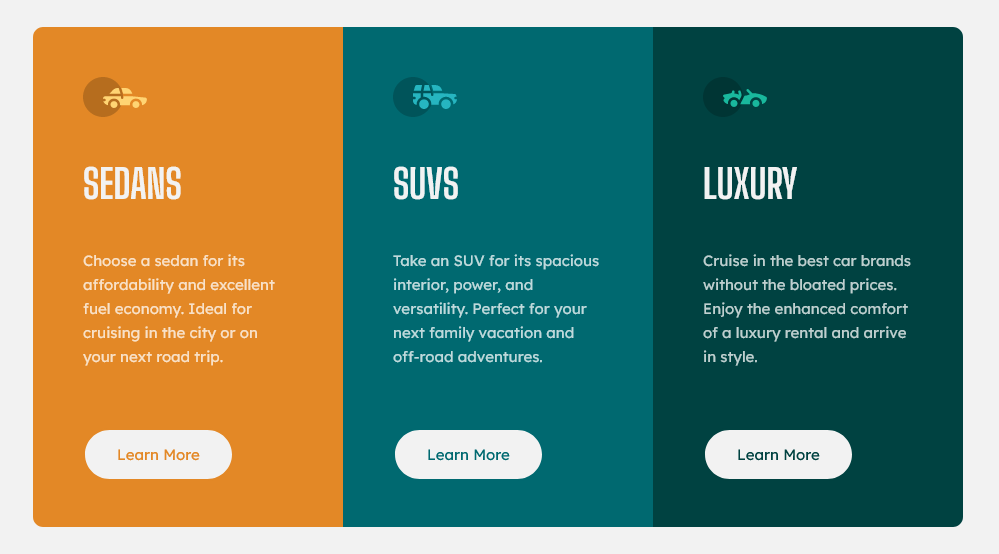 SEDANS
Choose a sedan for its
affordability and excellent
fuel economy. Ideal for
cruising in the city or on
your next road trip.
Learn More
SUVS
Take an SUV for its spacious
interior, power, and
versatility. Perfect for your
next family vacation and
off-road adventures.
Learn More
LUXURY
Cruise in the best car brands
without the bloated prices.
Enjoy the enhanced comfort
of a luxury rental and arrive
in style.
Learn More